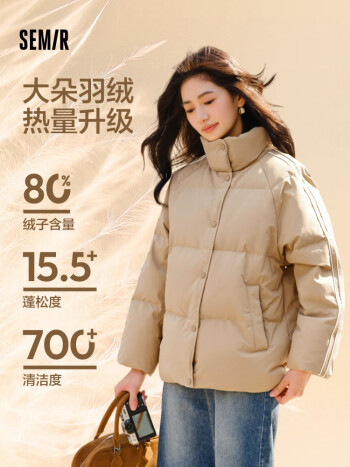 SEMIR
大朵羽绒
热量升级
80%
绒子含量
15.5+
蓬松度
700+
清洁度